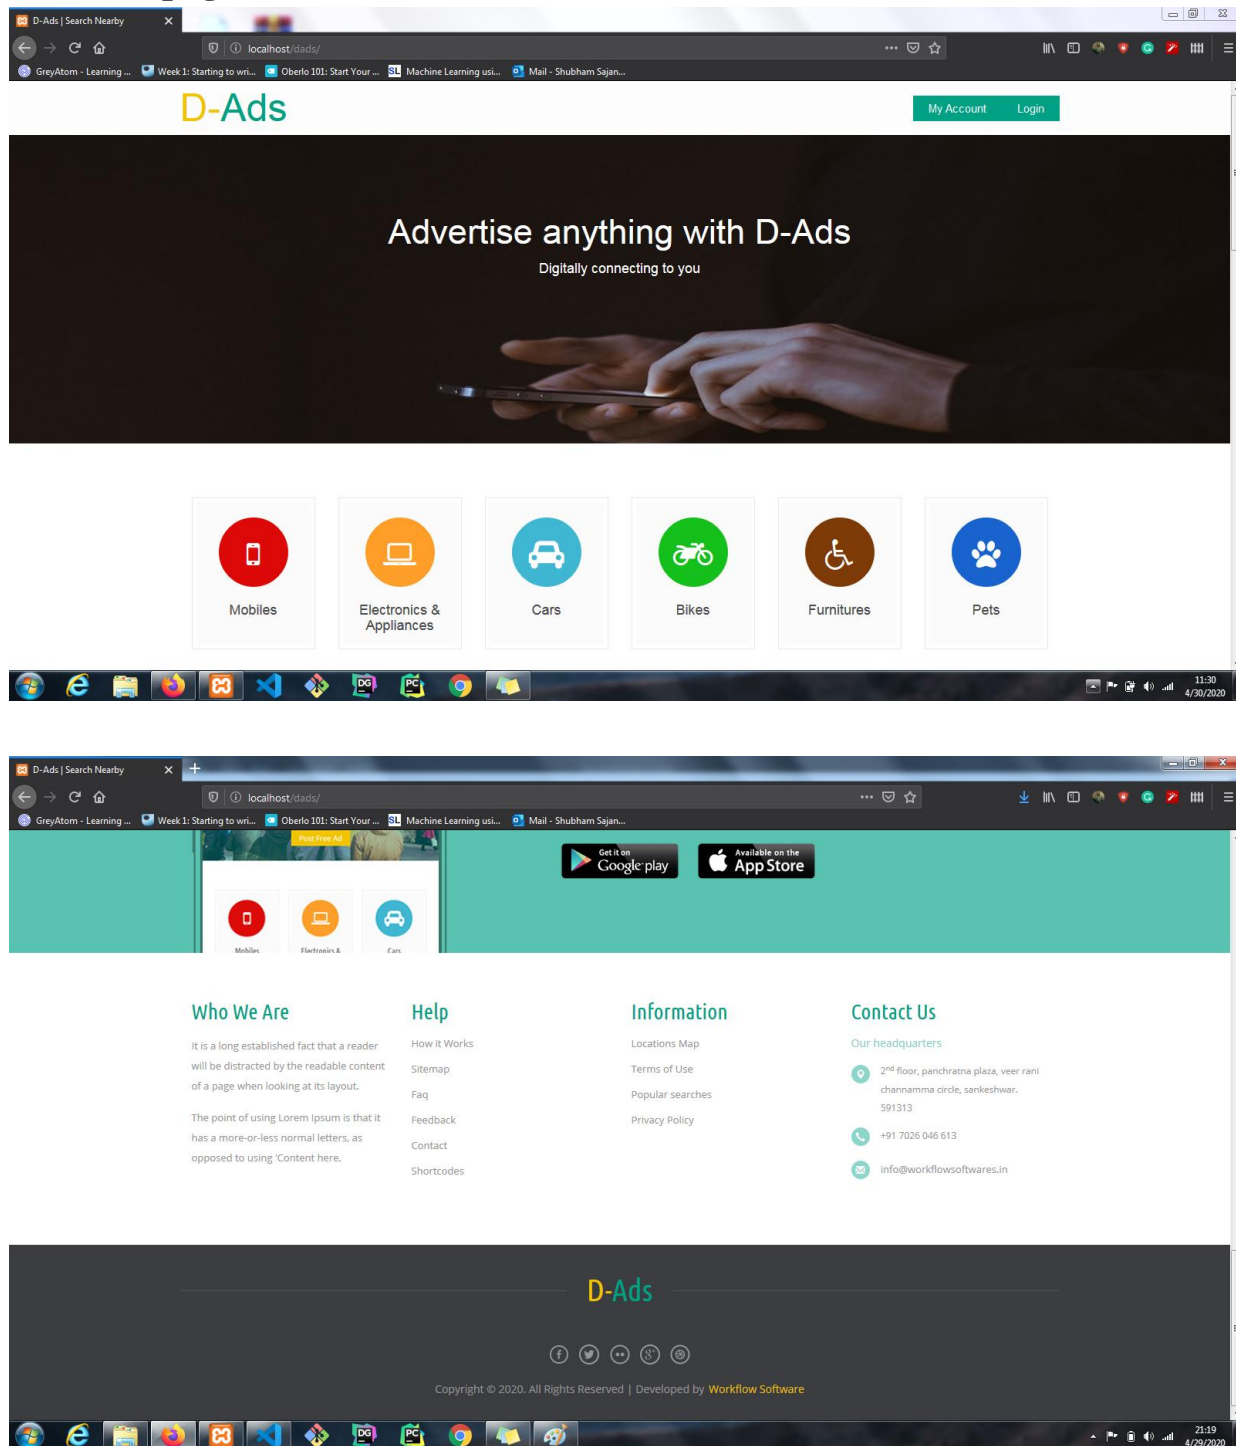 D-Ads | Search Nearby
localhost/dads/
GreyAtom - Learning ...
Week 1: Starting to wri...
Oberlo 101: Start Your ...
SL Machine Learning usi...
Mail - Shubham Sajan...
D-Ads
My Account
Login
Advertise anything with D-Ads
Digitally connecting to you
Mobiles
Electronics &
Appliances
Cars
Bikes
Furnitures
Pets
DG
PC
11:30
4/30/2020
D-Ads | Search Nearby
localhost/dads/
GreyAtom - Learning ...
Week 1: Starting to wri...
Oberlo 101: Start Your ...
SL Machine Learning usi...
Mail - Shubham Sajan...
Post Free Ad
Get it on
Google play
Available on the
App Store
Mobiles
Electronics &
Cars
Who We Are
It is a long established fact that a reader
will be distracted by the readable content
of a page when looking at its layout.
The point of using Lorem Ipsum is that it
has a more-or-less normal letters, as
opposed to using 'Content here.
Help
How it Works
Sitemap
Faq
Feedback
Contact
Shortcodes
Information
Locations Map
Terms of Use
Popular searches
Privacy Policy
Contact Us
Our headquarters
2nd floor, panchratna plaza, veer rani
channamma circle, sankeshwar.
591313
+91 7026 046 613
info@workflowsoftwares.in
D-Ads
Copyright © 2020. All Rights Reserved | Developed by Workflow Software
DG
PC
21:19
4/29/2020